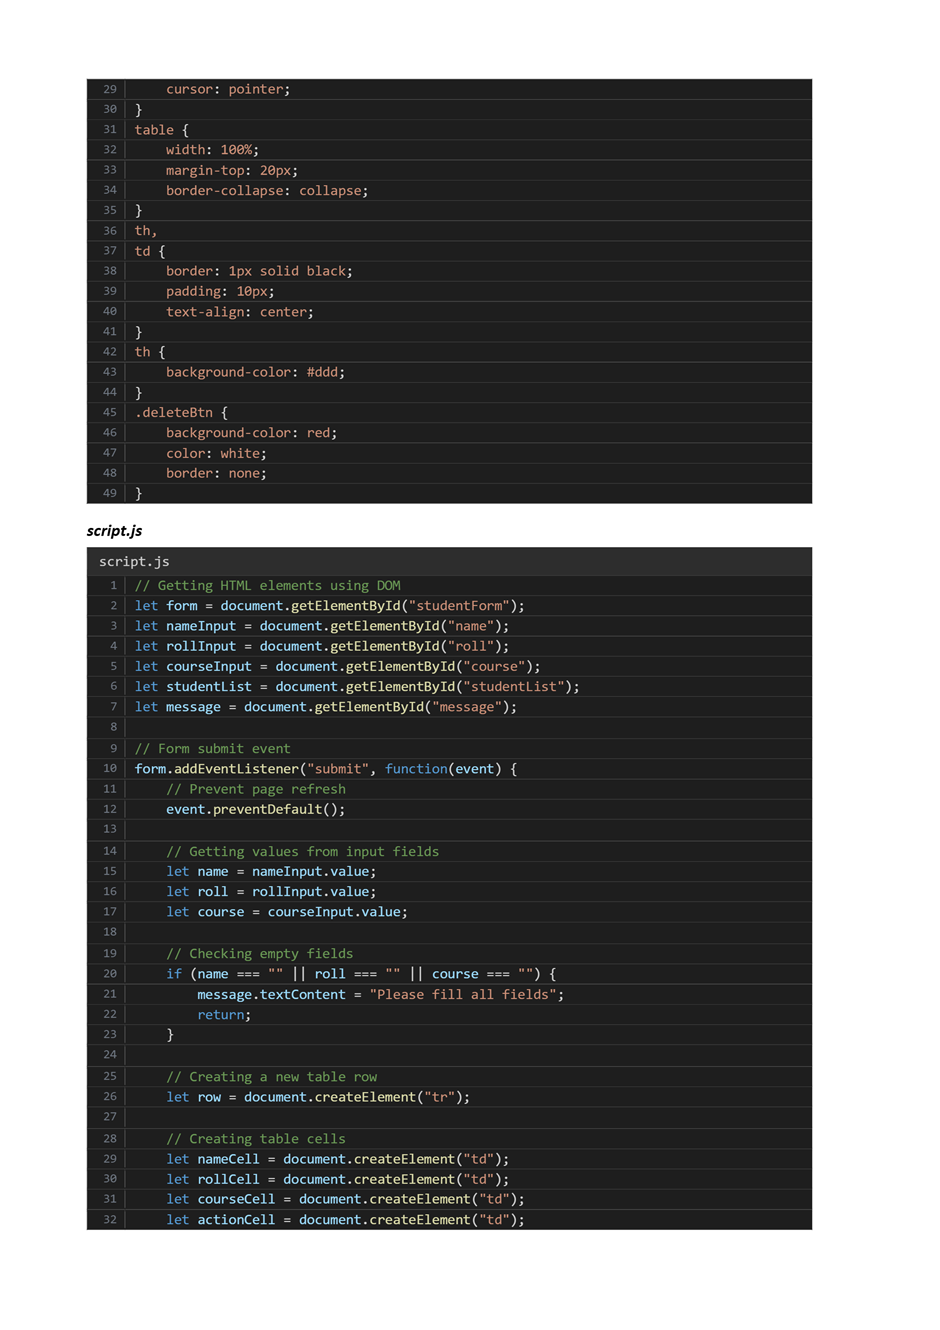 29 cursor: pointer;
30 }
31 table {
32 width: 100%;
33 margin-top: 20px;
34 border-collapse: collapse;
35 }
36 th,
37 td {
38 border: 1px solid black;
39 padding: 10px;
40 text-align: center;
41 }
42 th {
43 background-color: #ddd;
44 }
45 .deleteBtn {
46 background-color: red;
47 color: white;
48 border: none;
49 }
script.js
script.js
1 // Getting HTML elements using DOM
2 let form = document.getElementById("studentForm");
3 let nameInput = document.getElementById("name");
4 let rollInput = document.getElementById("roll");
5 let courseInput = document.getElementById("course");
6 let studentList = document.getElementById("studentList");
7 let message = document.getElementById("message");
8
9 // Form submit event
10 form.addEventListener("submit", function(event) {
11 // Prevent page refresh
12 event.preventDefault();
13
14 // Getting values from input fields
15 let name = nameInput.value;
16 let roll = rollInput.value;
17 let course = courseInput.value;
18
19 // Checking empty fields
20 if (name === "" || roll === "" || course === "") {
21 message.textContent = "Please fill all fields";
22 return;
23 }
24
25 // Creating a new table row
26 let row = document.createElement("tr");
27
28 // Creating table cells
29 let nameCell = document.createElement("td");
30 let rollCell = document.createElement("td");
31 let courseCell = document.createElement("td");
32 let actionCell = document.createElement("td");